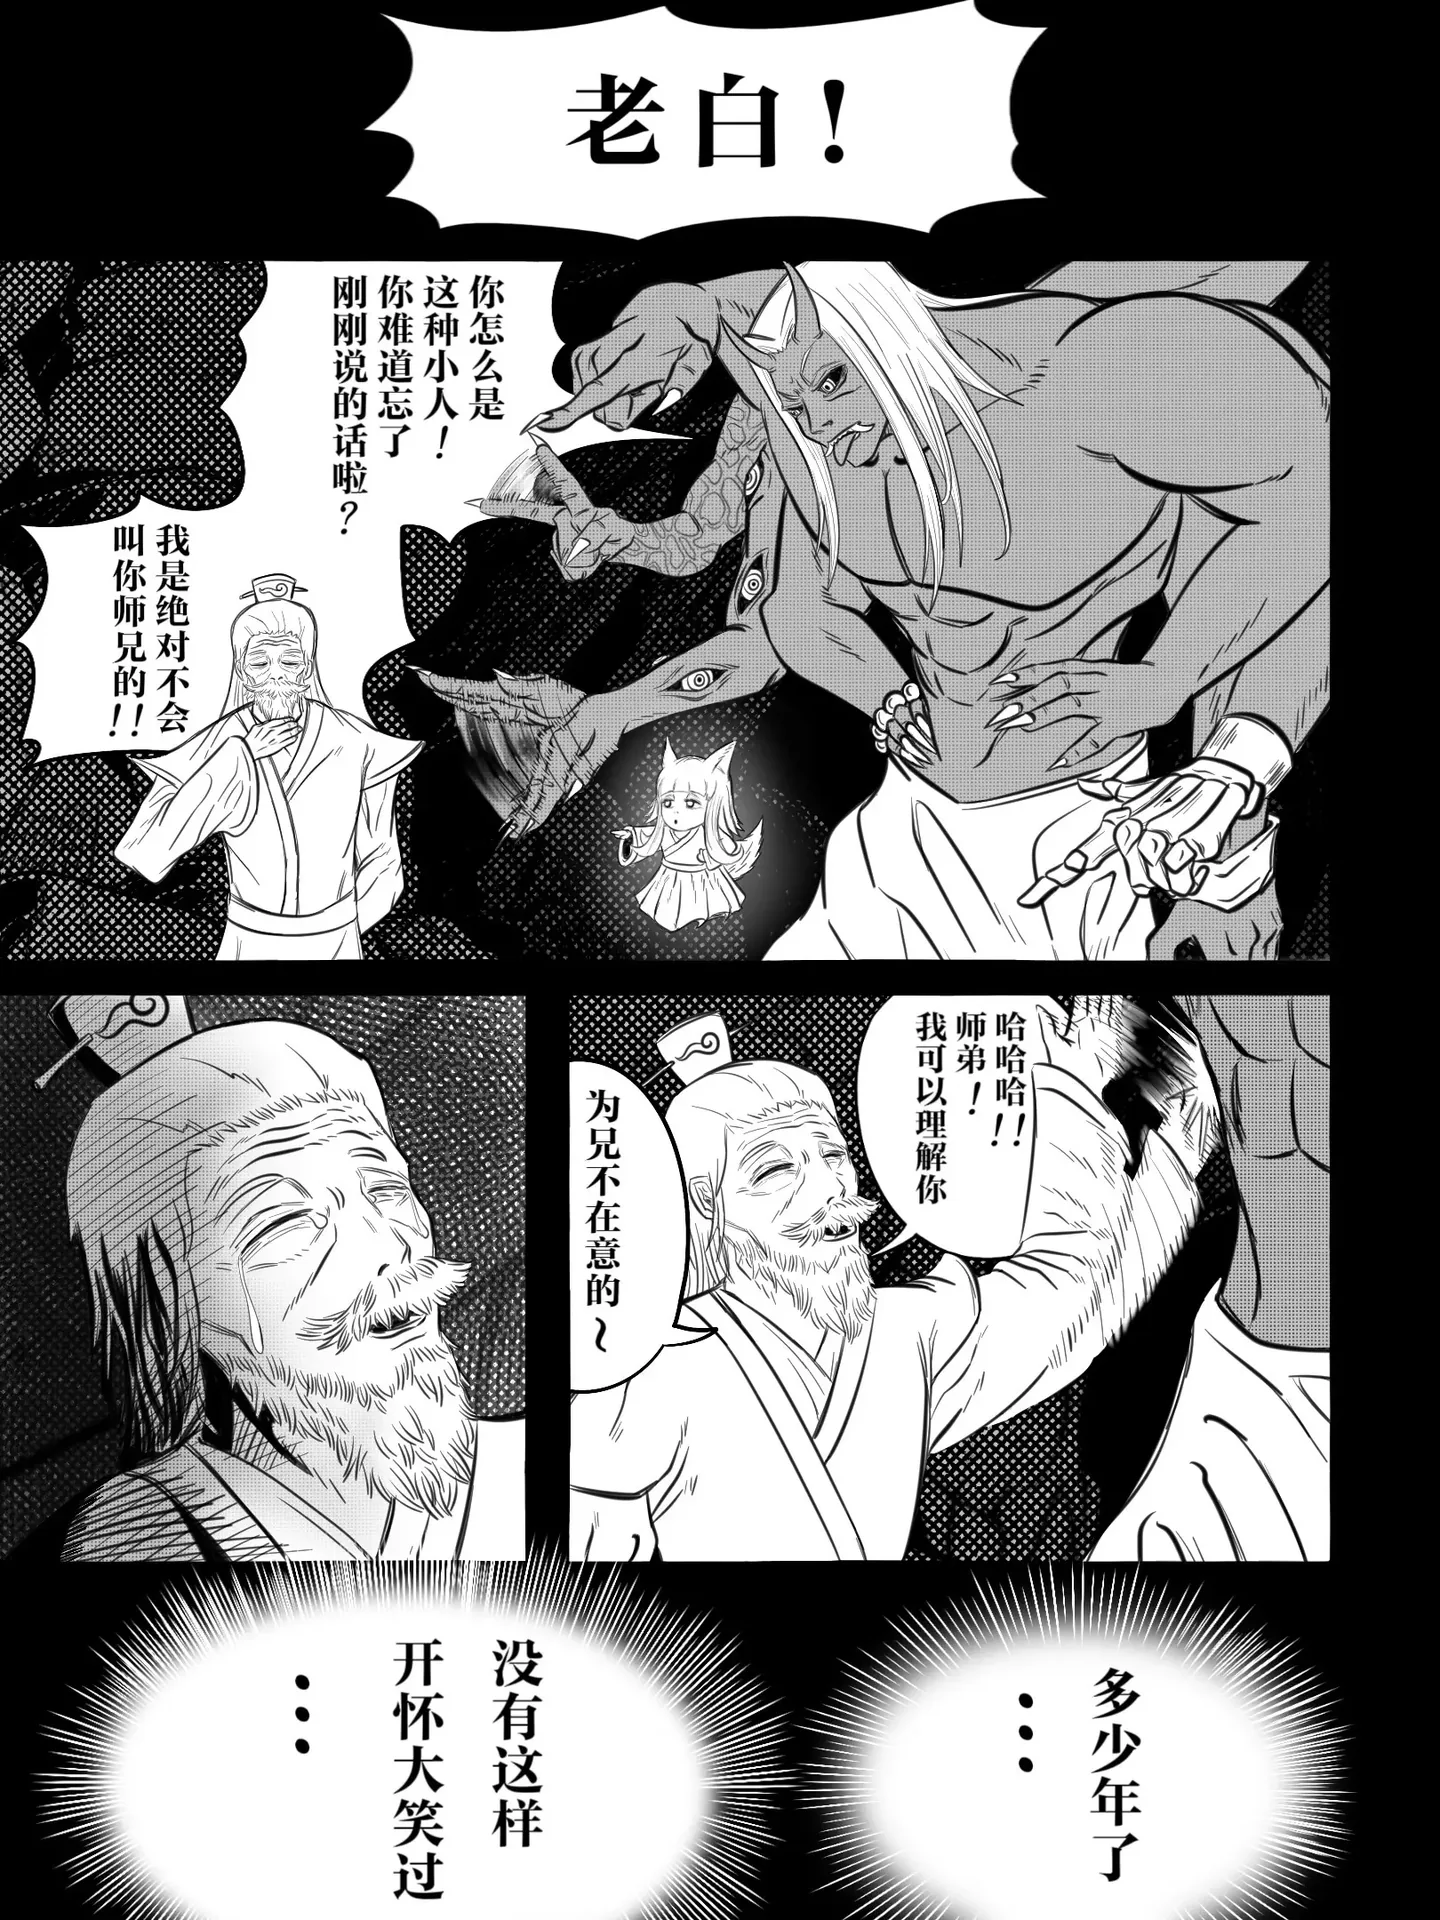 老白！
你怎么是
这种小人！
你难道忘了
刚刚说的话啦？
我是绝对不会
叫你师兄的！！
哈哈哈！！
师弟！
我可以理解你
为兄不在意的～
多少年了
…
没有这样
开怀大笑过
…